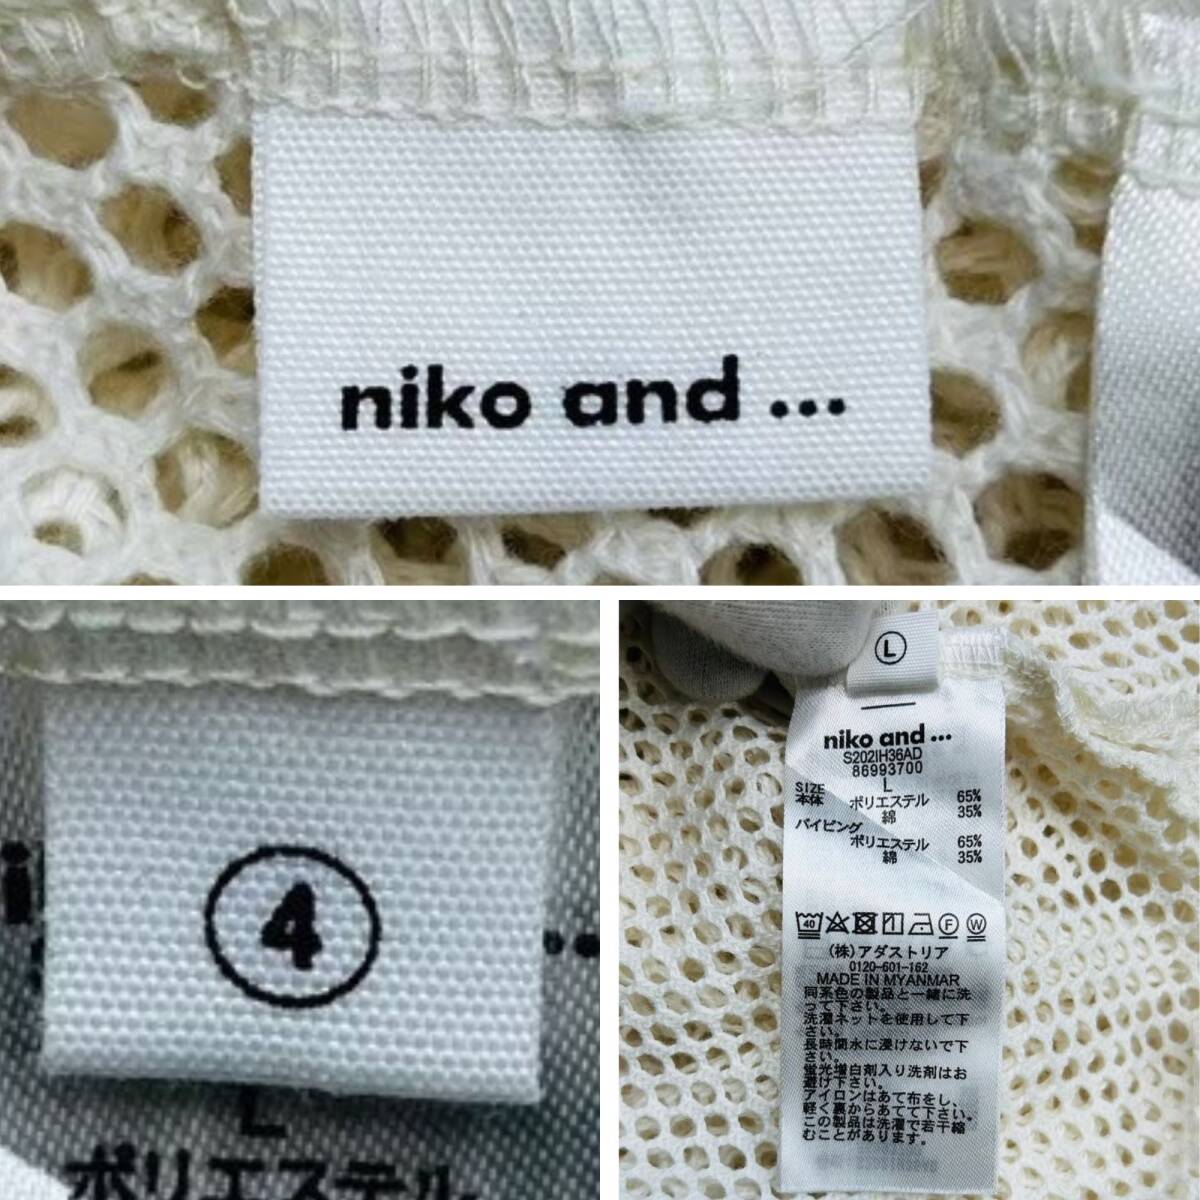 niko and ...
④
L
ポリエステル
Ⓛ
niko and ...
S202IH36AD
86993700
SIZE L
本体 ポリエステル 65%
綿 35%
パイピング
ポリエステル 65%
綿 35%
40 F W
(株)アダストリア
0120-601-162
MADE IN MYANMAR
同系色の製品と一緒に洗
って下さい。
洗濯ネットを使用して下
さい。
長時間水に浸けないで下
さい。
蛍光増白剤入り洗剤はお
避け下さい。
アイロンはあて布をし、
軽く裏からあてて下さい。
この製品は洗濯で若干縮
むことがあります。